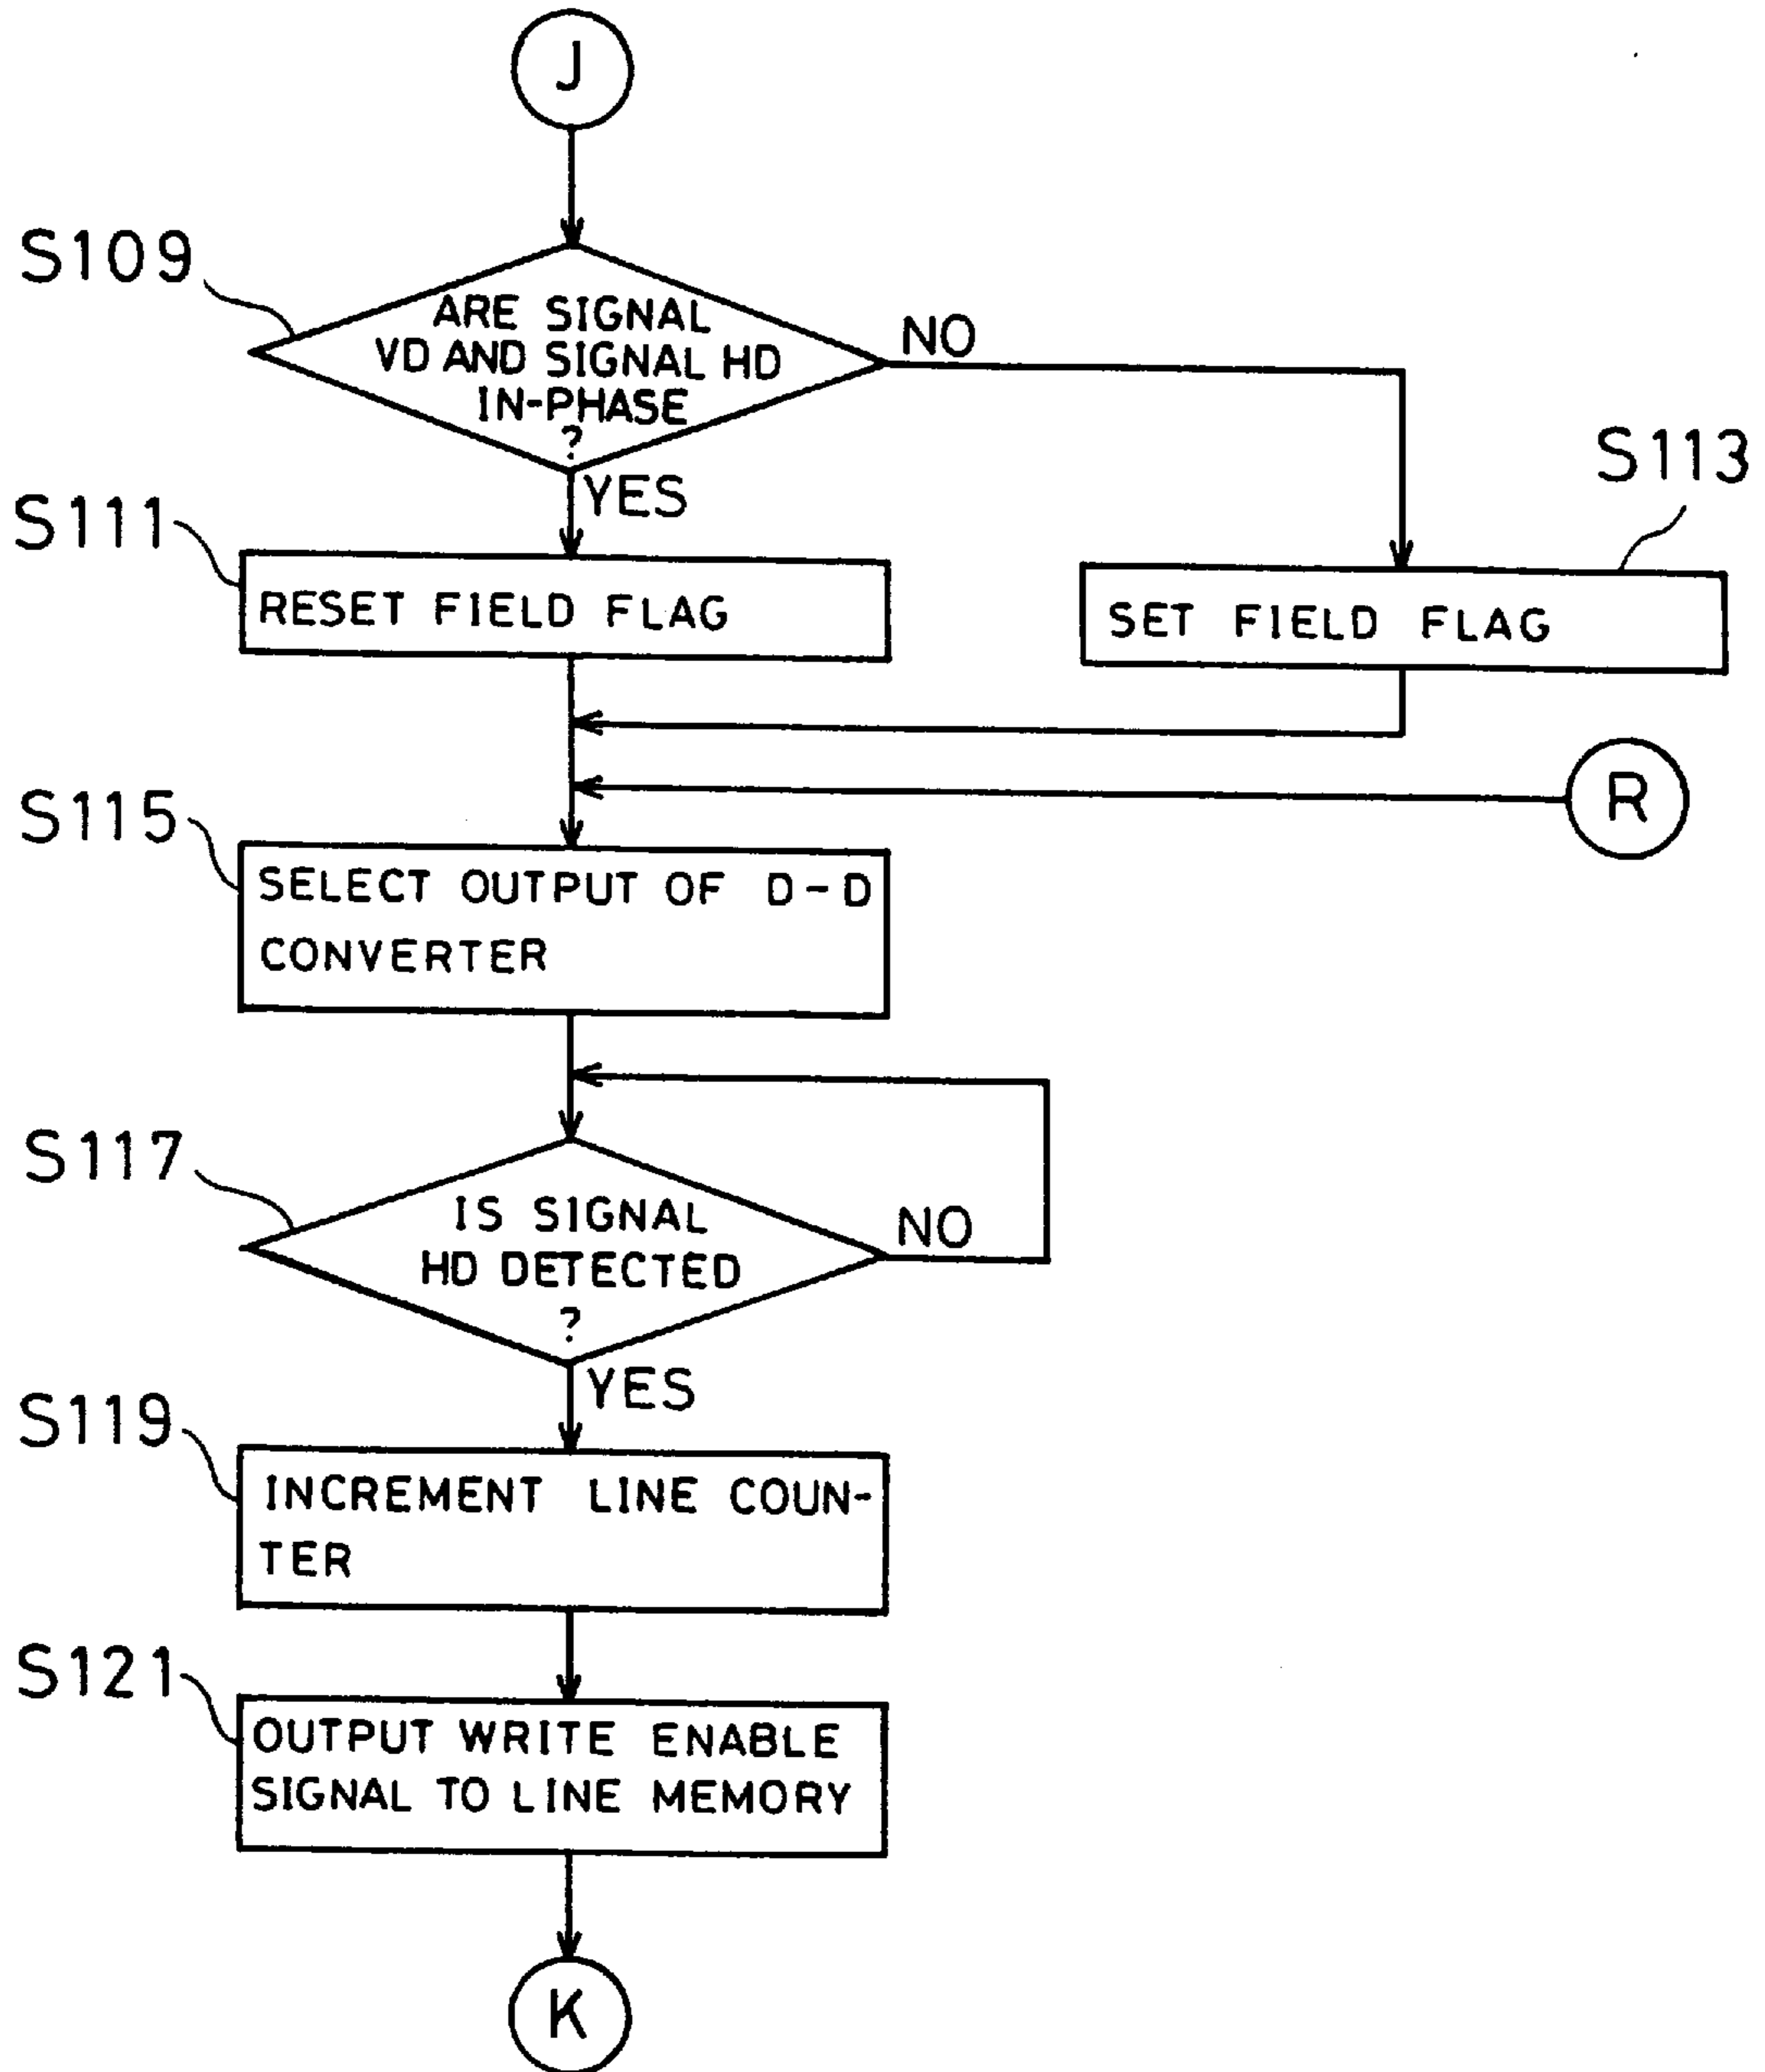 J
S109
ARE SIGNAL
VD AND SIGNAL HD
IN-PHASE
?
NO
YES
S113
S111
RESET FIELD FLAG
SET FIELD FLAG
R
S115
SELECT OUTPUT OF D-D
CONVERTER
S117
IS SIGNAL
HD DETECTED
?
NO
YES
S119
INCREMENT LINE COUN-
TER
S121
OUTPUT WRITE ENABLE
SIGNAL TO LINE MEMORY
K